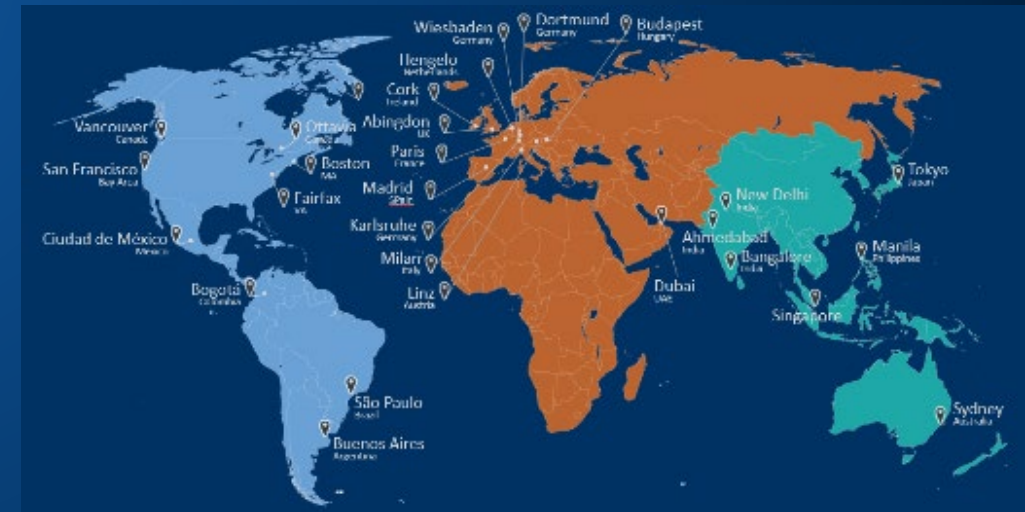 Wiesbaden
Germany
Dortmund
Germany
Budapest
Hungary
Hengelo
Netherlands
Cork
Ireland
Abingdon
UK
Paris
France
Madrid
Spain
Karlsruhe
Germany
Milan
Italy
Linz
Austria
Vancouver
Canada
Ottawa
Canada
San Francisco
Bay Area
Boston
MA
Fairfax
VA
Ciudad de México
Mexico
Bogotá
Colombia
São Paulo
Brazil
Buenos Aires
Argentina
Dubai
UAE
New Delhi
India
Ahmedabad
India
Bangalore
India
Singapore
Tokyo
Japan
Manila
Philippines
Sydney
Australia